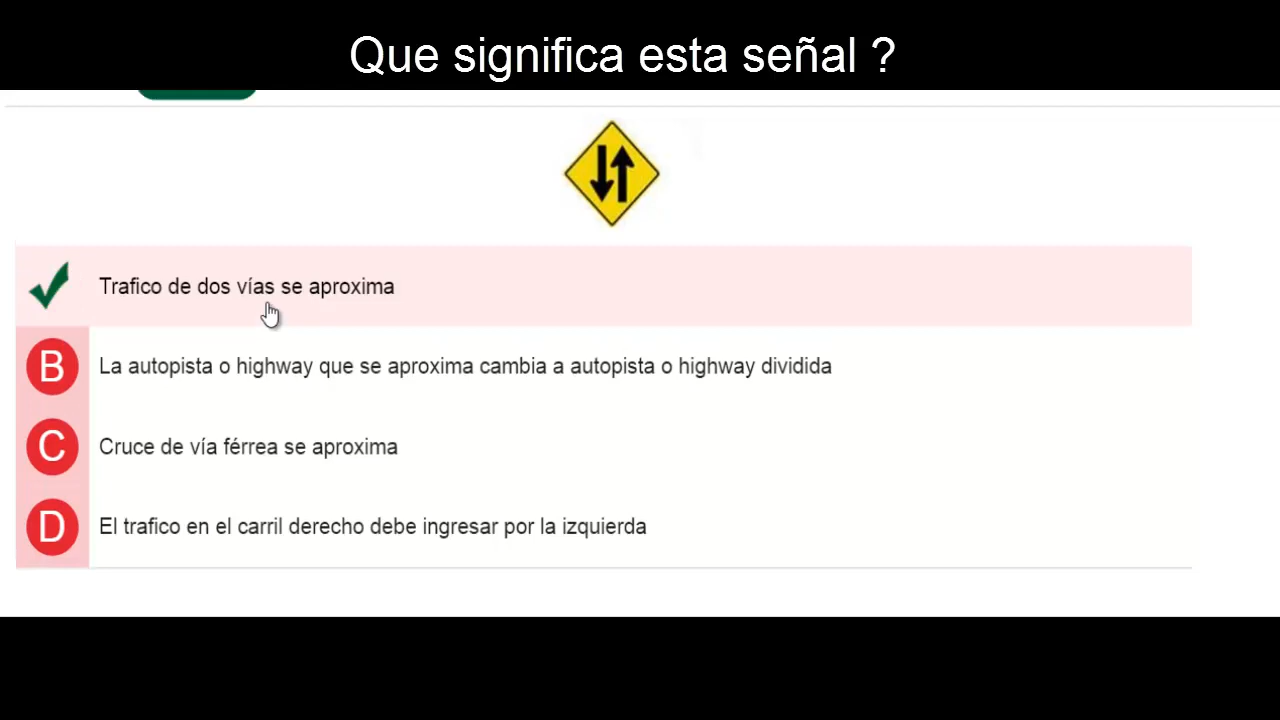 Que significa esta señal ?
Trafico de dos vías se aproxima
B La autopista o highway que se aproxima cambia a autopista o highway dividida
C Cruce de vía férrea se aproxima
D El trafico en el carril derecho debe ingresar por la izquierda